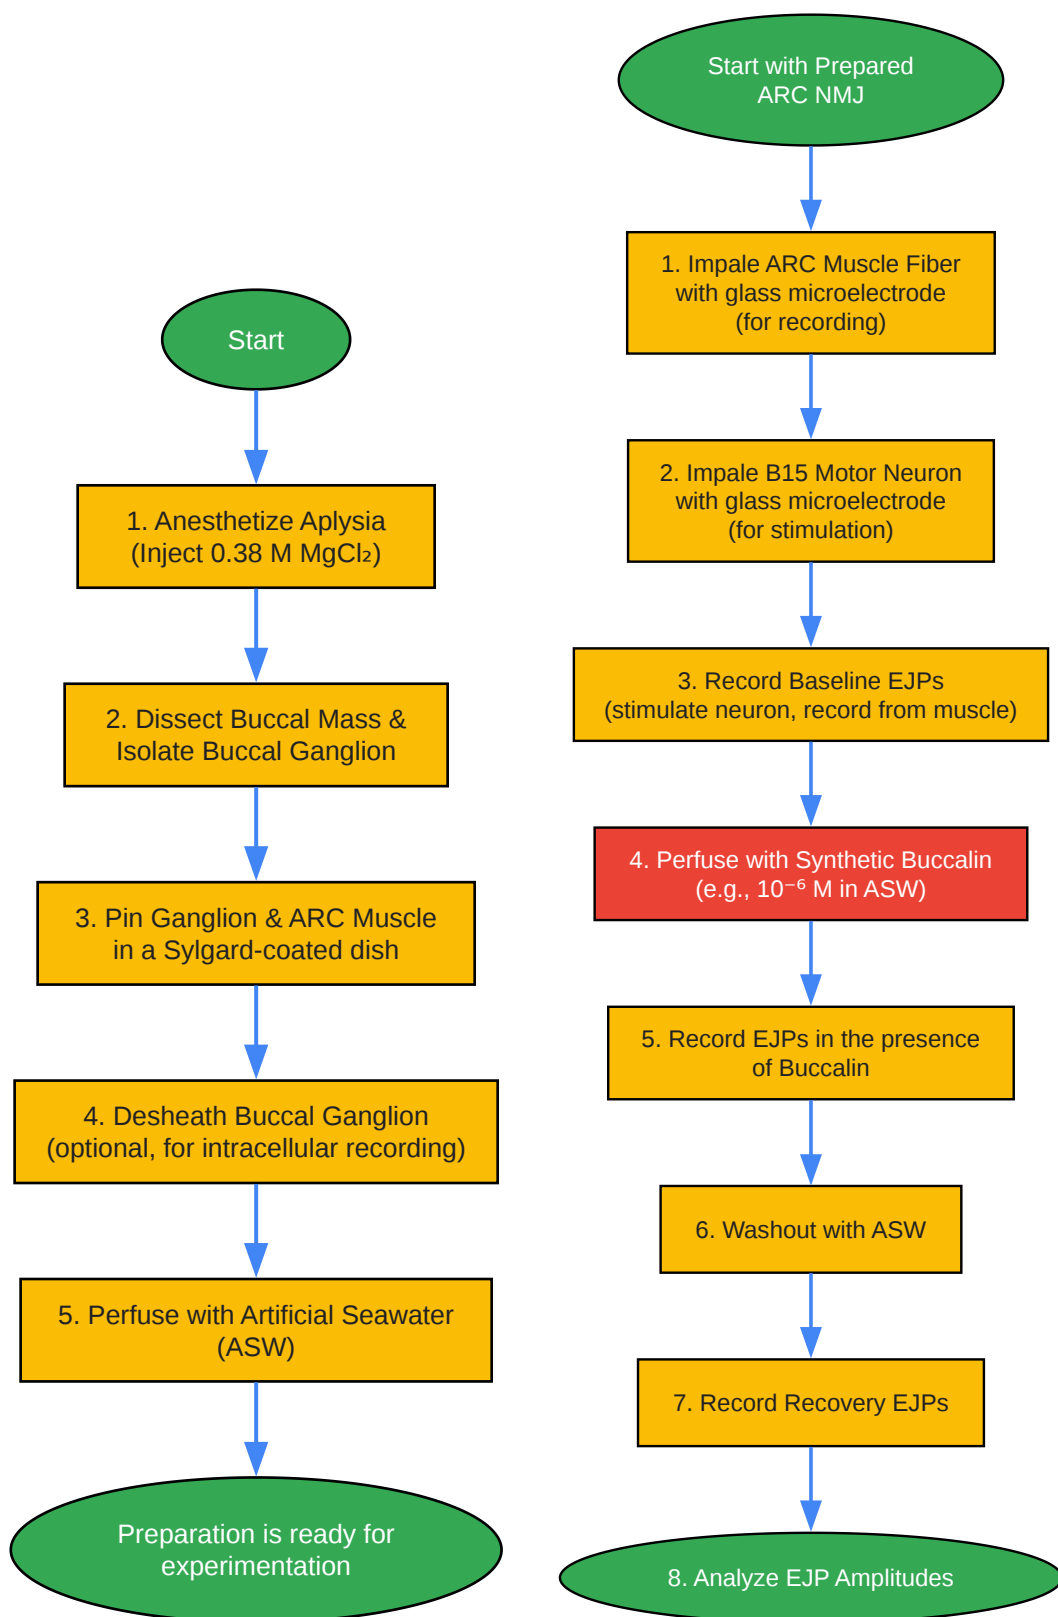 Start
1. Anesthetize Aplysia
(Inject 0.38 M MgCl₂)
2. Dissect Buccal Mass &
Isolate Buccal Ganglion
3. Pin Ganglion & ARC Muscle
in a Sylgard-coated dish
4. Desheath Buccal Ganglion
(optional, for intracellular recording)
5. Perfuse with Artificial Seawater
(ASW)
Preparation is ready for
experimentation
Start with Prepared
ARC NMJ
1. Impale ARC Muscle Fiber
with glass microelectrode
(for recording)
2. Impale B15 Motor Neuron
with glass microelectrode
(for stimulation)
3. Record Baseline EJPs
(stimulate neuron, record from muscle)
4. Perfuse with Synthetic Buccalin
(e.g., 10⁻⁶ M in ASW)
5. Record EJPs in the presence
of Buccalin
6. Washout with ASW
7. Record Recovery EJPs
8. Analyze EJP Amplitudes